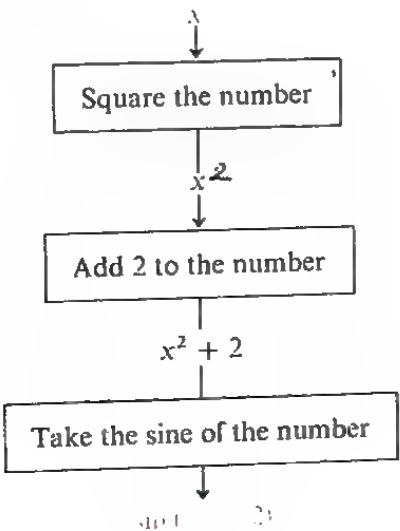 Square the number
x²
Add 2 to the number
x² + 2
Take the sine of the number